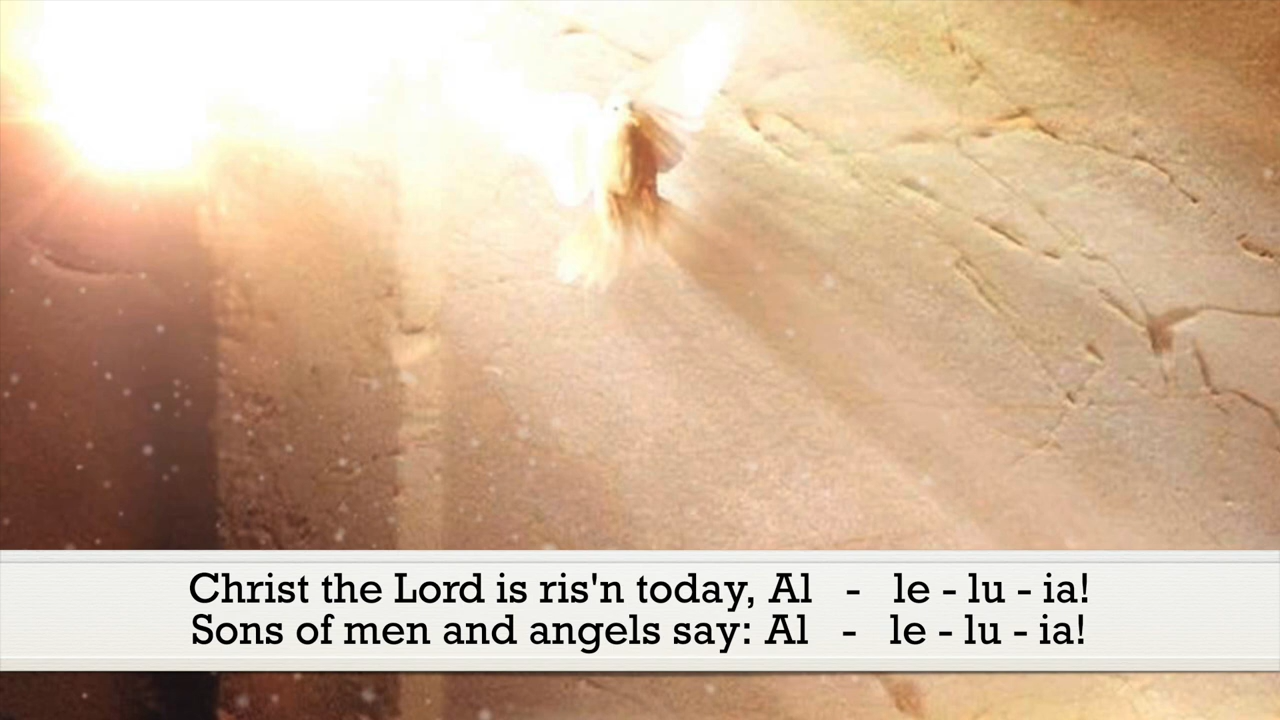 Christ the Lord is ris'n today, Al - le - lu - ia!
Sons of men and angels say: Al - le - lu - ia!